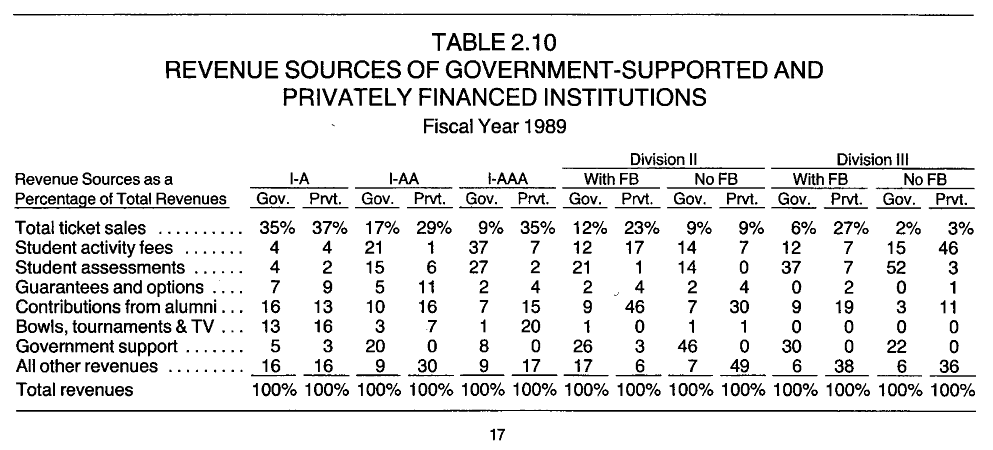 TABLE 2.10
REVENUE SOURCES OF GOVERNMENT-SUPPORTED AND
PRIVATELY FINANCED INSTITUTIONS
Fiscal Year 1989
Division II Division III
Revenue Sources as a I-A I-AA I-AAA With FB No FB With FB No FB
Percentage of Total Revenues Gov. Prvt. Gov. Prvt. Gov. Prvt. Gov. Prvt. Gov. Prvt. Gov. Prvt. Gov. Prvt.
Total ticket sales .......... 35% 37% 17% 29% 9% 35% 12% 23% 9% 9% 6% 27% 2% 3%
Student activity fees ....... 4 4 21 1 37 7 12 17 14 7 12 7 15 46
Student assessments ...... 4 2 15 6 27 2 21 1 14 0 37 7 52 3
Guarantees and options .... 7 9 5 11 2 4 2 4 2 4 0 2 0 1
Contributions from alumni ... 16 13 10 16 7 15 9 46 7 30 9 19 3 11
Bowls, tournaments & TV ... 13 16 3 7 1 20 1 0 1 1 0 0 0 0
Government support ....... 5 3 20 0 8 0 26 3 46 0 30 0 22 0
All other revenues ......... 16 16 9 30 9 17 17 6 7 49 6 38 6 36
Total revenues 100% 100% 100% 100% 100% 100% 100% 100% 100% 100% 100% 100% 100% 100%
17